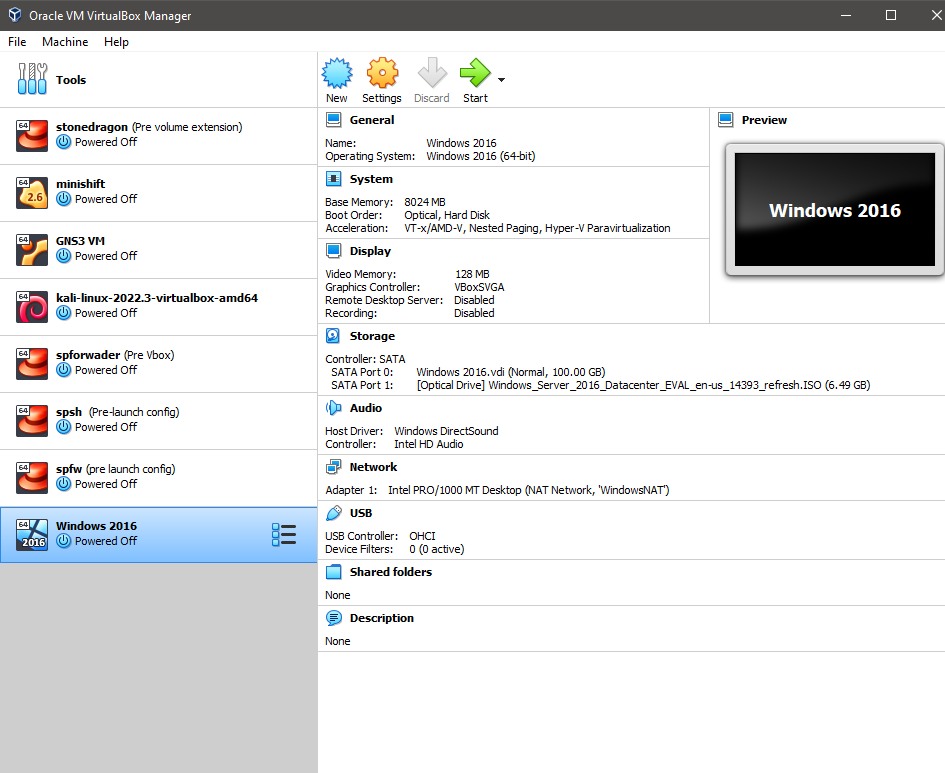 Oracle VM VirtualBox Manager
File Machine Help
Tools
New Settings Discard Start
64
stonedragon (Pre volume extension)
Powered Off
64
2.6
minishift
Powered Off
64
GNS3 VM
Powered Off
64
kali-linux-2022.3-virtualbox-amd64
Powered Off
64
spforwader (Pre Vbox)
Powered Off
64
spsh (Pre-launch config)
Powered Off
64
spfw (pre launch config)
Powered Off
64
2016
Windows 2016
Powered Off
General
Name: Windows 2016
Operating System: Windows 2016 (64-bit)
System
Base Memory: 8024 MB
Boot Order: Optical, Hard Disk
Acceleration: VT-x/AMD-V, Nested Paging, Hyper-V Paravirtualization
Display
Video Memory: 128 MB
Graphics Controller: VBoxSVGA
Remote Desktop Server: Disabled
Recording: Disabled
Preview
Windows 2016
Storage
Controller: SATA
SATA Port 0: Windows 2016.vdi (Normal, 100.00 GB)
SATA Port 1: [Optical Drive] Windows_Server_2016_Datacenter_EVAL_en-us_14393_refresh.ISO (6.49 GB)
Audio
Host Driver: Windows DirectSound
Controller: Intel HD Audio
Network
Adapter 1: Intel PRO/1000 MT Desktop (NAT Network, 'WindowsNAT')
USB
USB Controller: OHCI
Device Filters: 0 (0 active)
Shared folders
None
Description
None